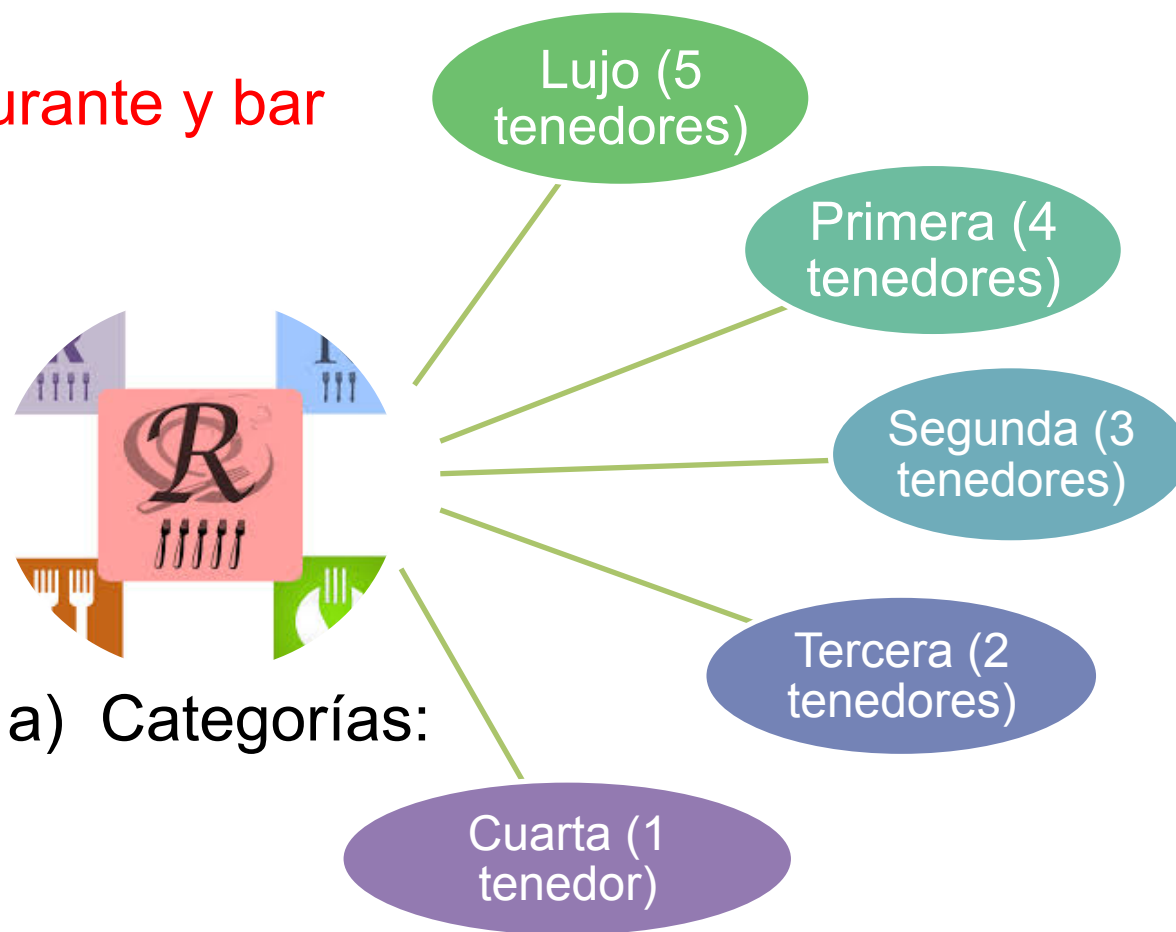 urante y bar
Lujo (5
tenedores)
Primera (4
tenedores)
Segunda (3
tenedores)
R
Tercera (2
tenedores)
a) Categorías:
Cuarta (1
tenedor)